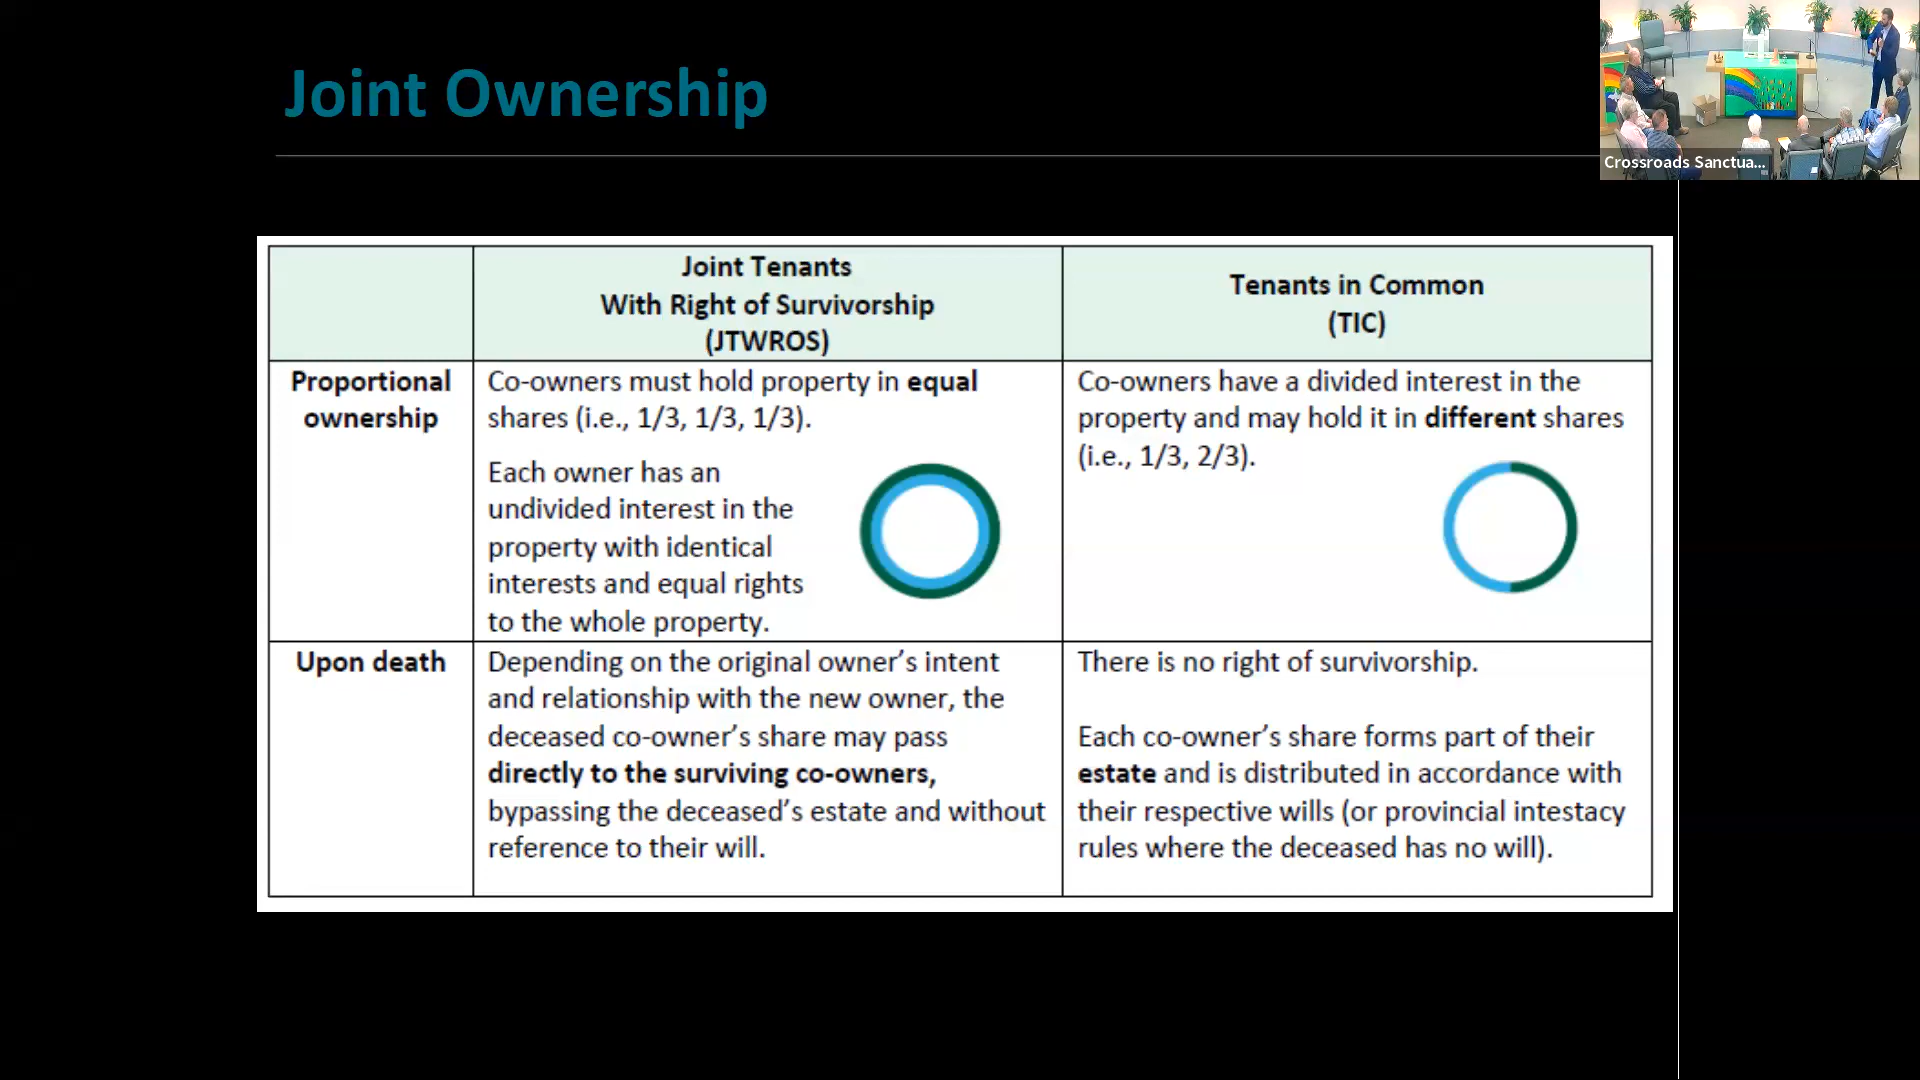 Joint Ownership
Crossroads Sanctua...
Joint Tenants
With Right of Survivorship
(JTWROS)
Tenants in Common
(TIC)
Proportional
ownership
Co-owners must hold property in equal
shares (i.e., 1/3, 1/3, 1/3).
Each owner has an
undivided interest in the
property with identical
interests and equal rights
to the whole property.
Co-owners have a divided interest in the
property and may hold it in different shares
(i.e., 1/3, 2/3).
Upon death
Depending on the original owner’s intent
and relationship with the new owner, the
deceased co-owner’s share may pass
directly to the surviving co-owners,
bypassing the deceased’s estate and without
reference to their will.
There is no right of survivorship.
Each co-owner’s share forms part of their
estate and is distributed in accordance with
their respective wills (or provincial intestacy
rules where the deceased has no will).